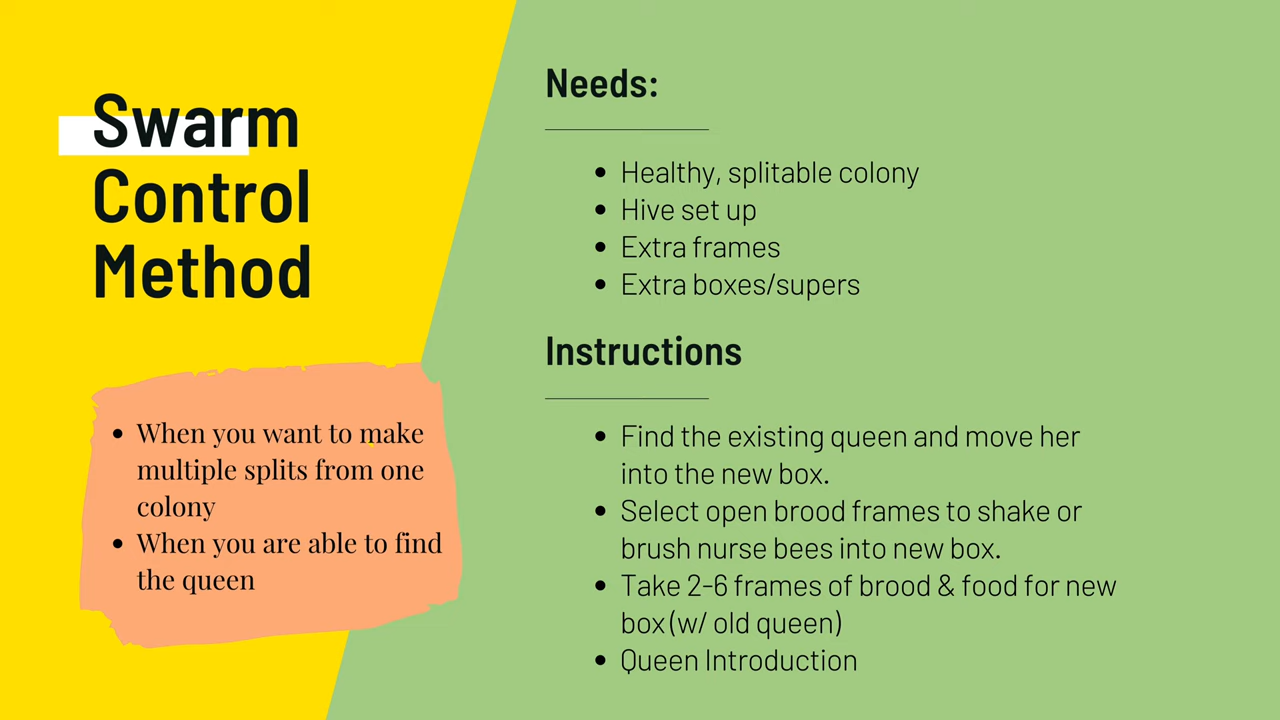 Swarm
Control
Method
• When you want to make
multiple splits from one
colony
• When you are able to find
the queen
Needs:
• Healthy, splitable colony
• Hive set up
• Extra frames
• Extra boxes/supers
Instructions
• Find the existing queen and move her
into the new box.
• Select open brood frames to shake or
brush nurse bees into new box.
• Take 2-6 frames of brood & food for new
box (w/ old queen)
• Queen Introduction